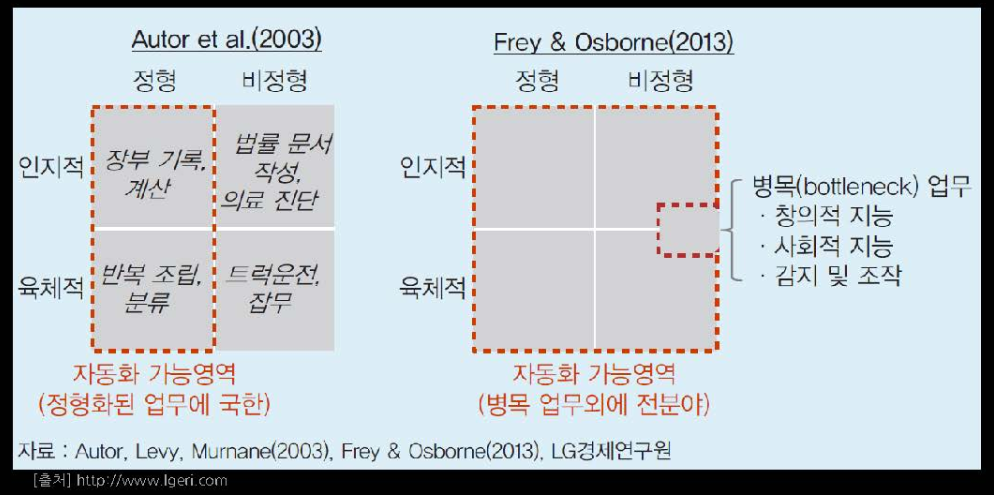 Autor et al.(2003)
정형 비정형
인지적
장부 기록,
계산
법률 문서
작성,
의료 진단
육체적
반복 조립,
분류
트럭운전,
잡무
자동화 가능영역
(정형화된 업무에 국한)
Frey & Osborne(2013)
정형 비정형
인지적
육체적
병목(bottleneck) 업무
· 창의적 지능
· 사회적 지능
· 감지 및 조작
자동화 가능영역
(병목 업무외에 전분야)
자료 : Autor, Levy, Murnane(2003), Frey & Osborne(2013), LG경제연구원
[출처] http://www.lgeri.com